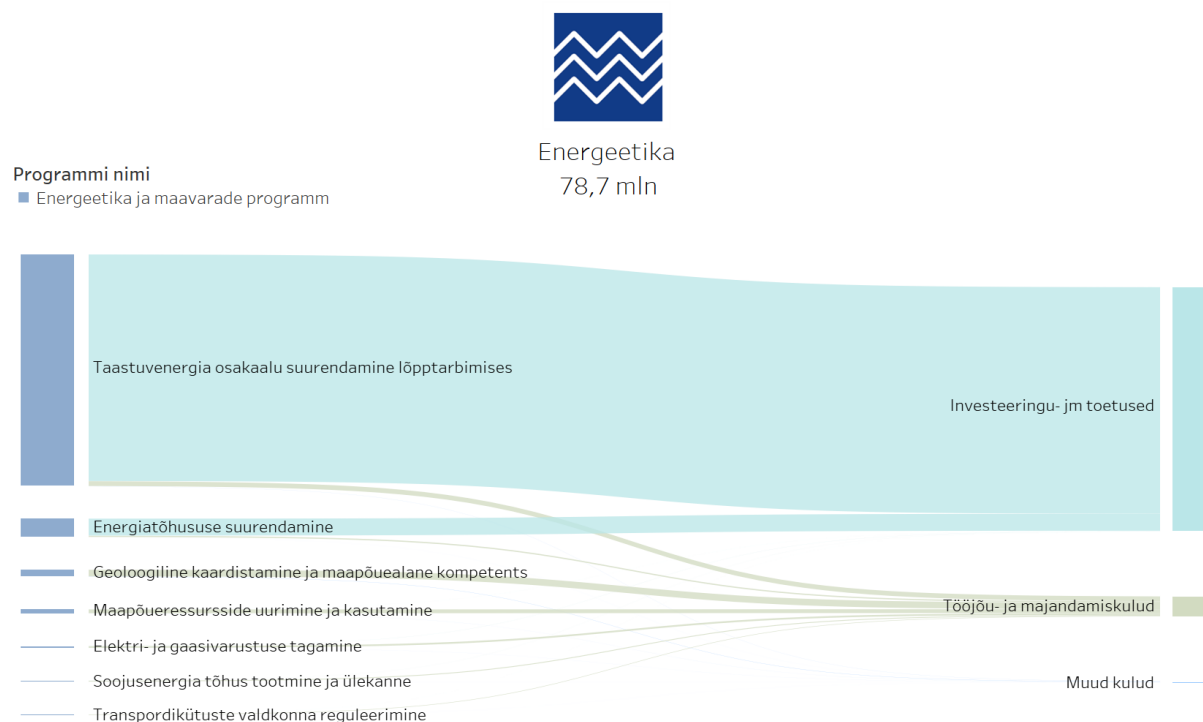 Energeetika
78,7 mln
Programmi nimi
Energeetika ja maavarade programm
Taastuvenergia osakaalu suurendamine lõpptarbimises
Investeeringu- jm toetused
Energiatõhususe suurendamine
Geoloogiline kaardistamine ja maapõuealane kompetents
Maapõueressursside uurimine ja kasutamine
Tööjõu- ja majandamiskulud
Elektri- ja gaasivarustuse tagamine
Soojusenergia tõhus tootmine ja ülekanne
Muud kulud
Transpordikütuste valdkonna reguleerimine